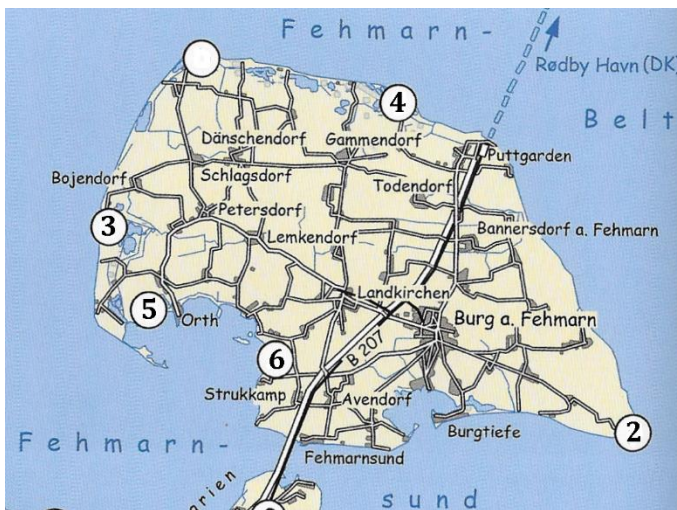 Fehmarn-
Rødby Havn (DK)
4
Belt
Dänschendorf
Gammendorf
Puttgarden
Bojendorf
Schlagsdorf
Todendorf
3
Petersdorf
Bannersdorf a. Fehmarn
Lemkendorf
Landkirchen
5
Orth
Burg a. Fehmarn
6
B 207
Strukkamp
Avendorf
2
Burgtiefe
Fehmarn-
Fehmarnsund
sund